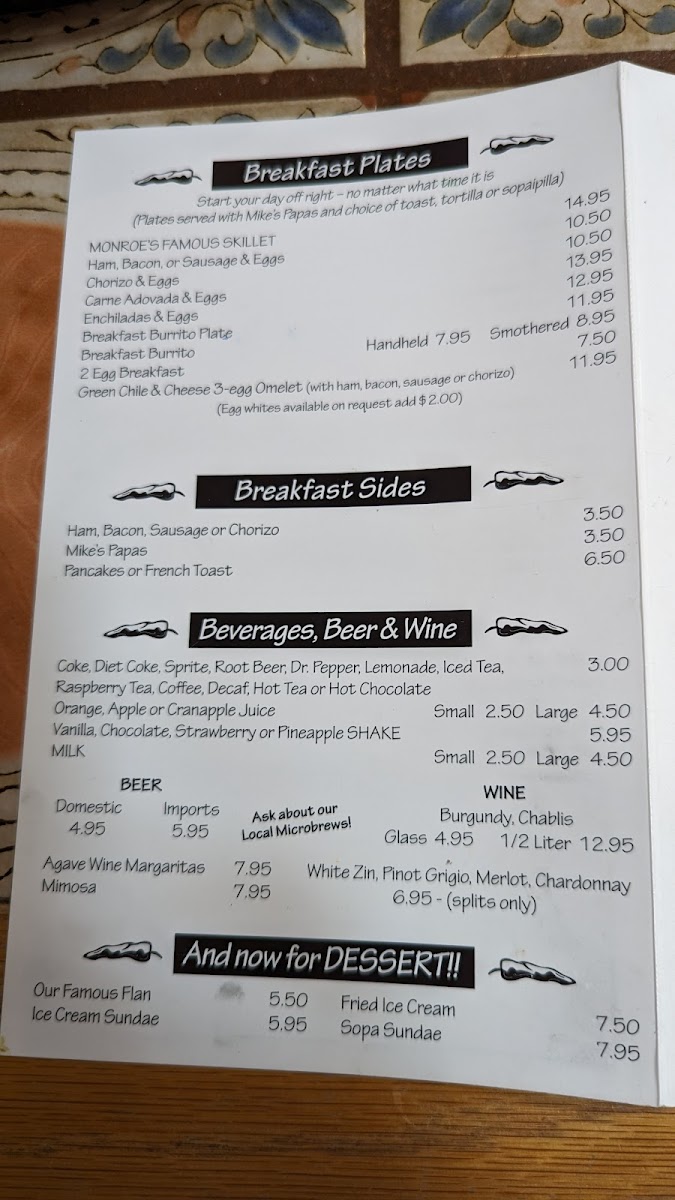 Breakfast Plates
Start your day off right – no matter what time it is
(Plates served with Mike's Papas and choice of toast, tortilla or sopaipilla)
MONROE'S FAMOUS SKILLET 14.95
Ham, Bacon, or Sausage & Eggs 10.50
Chorizo & Eggs 10.50
Carne Adovada & Eggs 13.95
Enchiladas & Eggs 12.95
Breakfast Burrito Plate 11.95
Breakfast Burrito Handheld 7.95 Smothered 8.95
2 Egg Breakfast 7.50
Green Chile & Cheese 3-egg Omelet (with ham, bacon, sausage or chorizo) 11.95
(Egg whites available on request add $2.00)
Breakfast Sides
Ham, Bacon, Sausage or Chorizo 3.50
Mike's Papas 3.50
Pancakes or French Toast 6.50
Beverages, Beer & Wine
Coke, Diet Coke, Sprite, Root Beer, Dr. Pepper, Lemonade, Iced Tea, 3.00
Raspberry Tea, Coffee, Decaf, Hot Tea or Hot Chocolate
Orange, Apple or Cranapple Juice Small 2.50 Large 4.50
Vanilla, Chocolate, Strawberry or Pineapple SHAKE 5.95
MILK Small 2.50 Large 4.50
BEER
Domestic Imports
4.95 5.95
Ask about our
Local Microbrews!
WINE
Burgundy, Chablis
Glass 4.95 1/2 Liter 12.95
Agave Wine Margaritas 7.95
Mimosa 7.95
White Zin, Pinot Grigio, Merlot, Chardonnay
6.95 - (splits only)
And now for DESSERT!!
Our Famous Flan 5.50 Fried Ice Cream 7.50
Ice Cream Sundae 5.95 Sopa Sundae 7.95